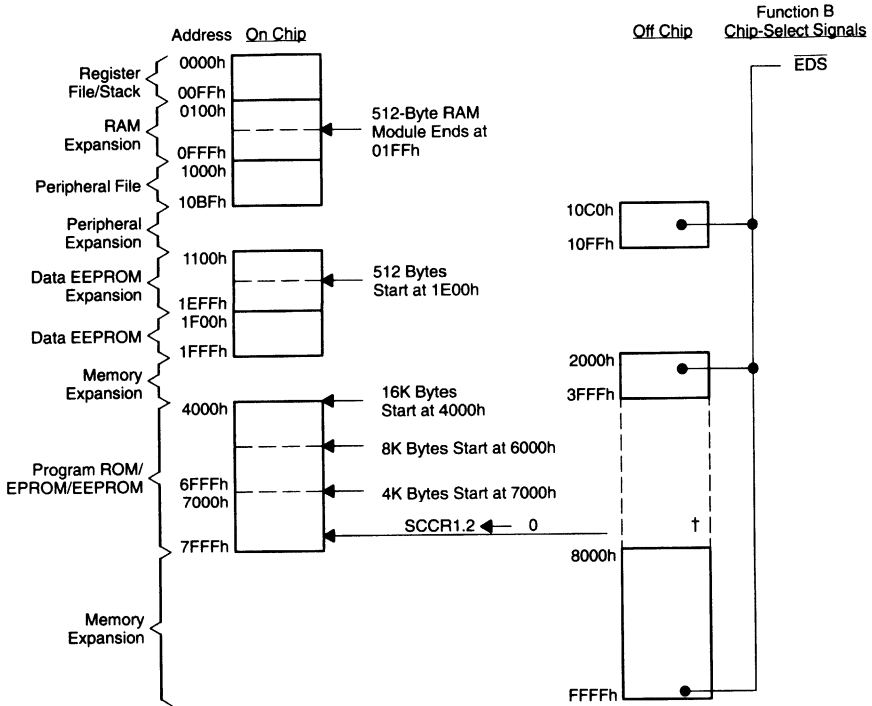 Function B
Address On Chip Off Chip Chip-Select Signals
EDS
Register
File/Stack
0000h
00FFh
RAM
Expansion
0100h
0FFFh
512-Byte RAM
Module Ends at
01FFh
Peripheral File
1000h
10BFh
Peripheral
Expansion
10C0h
10FFh
Data EEPROM
Expansion
1100h
1EFFh
512 Bytes
Start at 1E00h
Data EEPROM
1F00h
1FFFh
Memory
Expansion
2000h
3FFFh
Program ROM/
EPROM/EEPROM
4000h
6FFFh
7000h
7FFFh
16K Bytes
Start at 4000h
8K Bytes Start at 6000h
4K Bytes Start at 7000h
SCCR1.2 0 †
Memory
Expansion
8000h
FFFFh